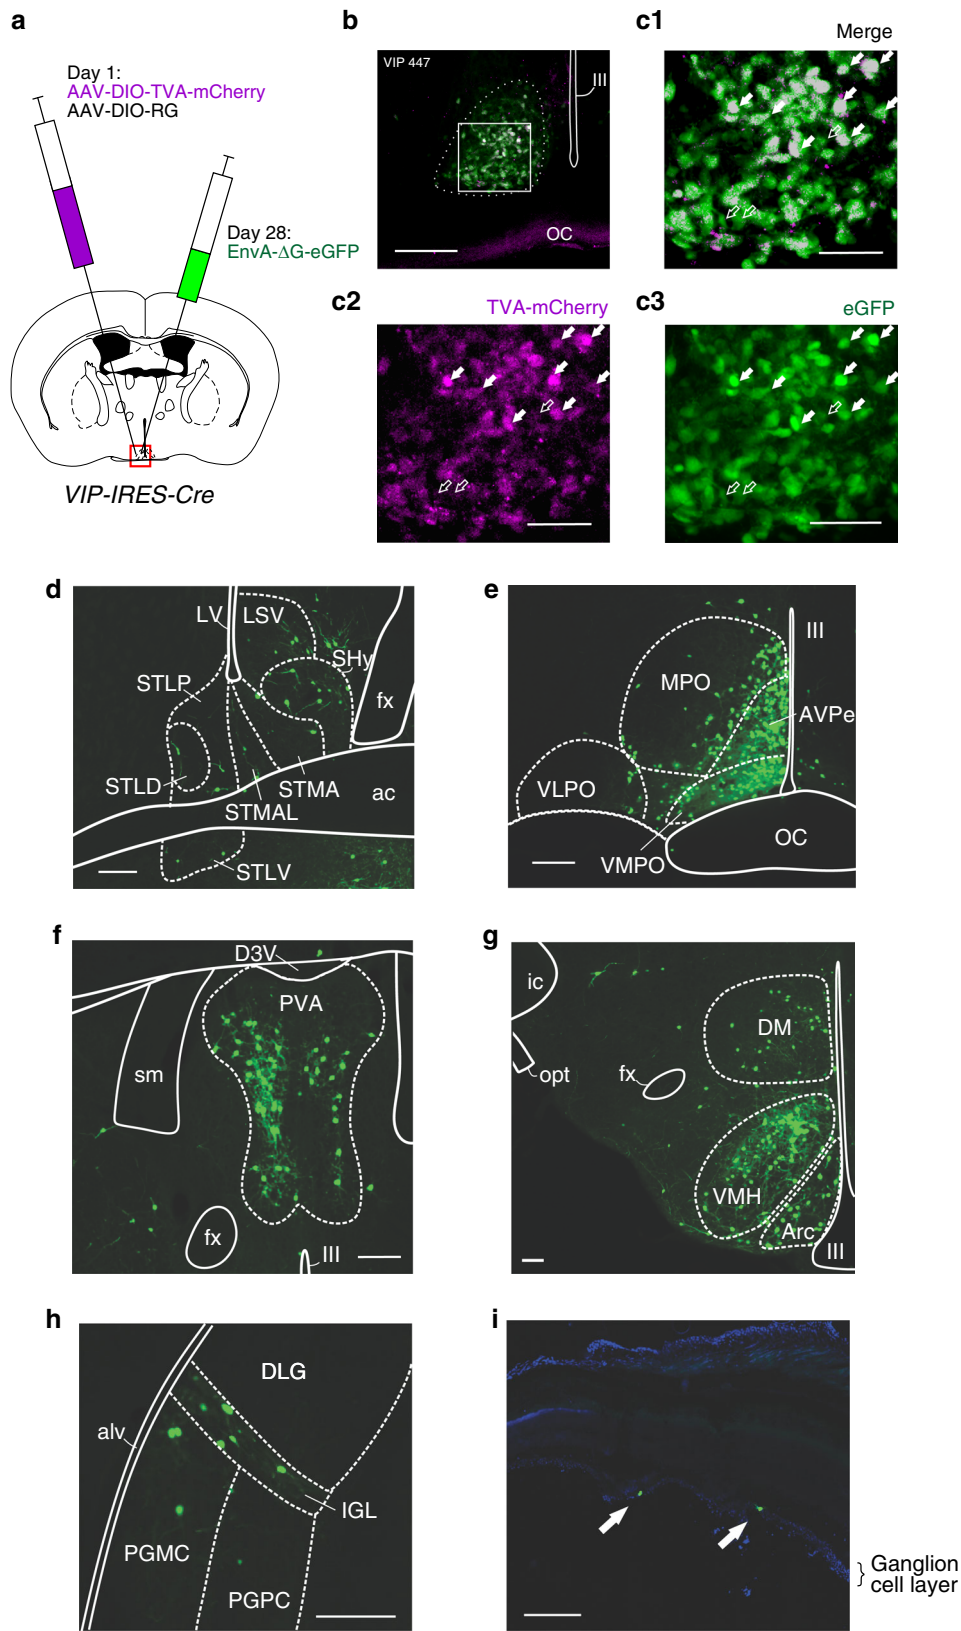 a
Day 1:
AAV-DIO-TVA-mCherry
AAV-DIO-RG
Day 28:
EnvA-ΔG-eGFP
VIP-IRES-Cre
b
VIP 447
III
OC
c1
Merge
c2
TVA-mCherry
c3
eGFP
d
LV
LSV
SHy
STLP
fx
STLD
STMA
STMAL
ac
STLV
e
III
MPO
AVPe
VLPO
VMPO
OC
f
D3V
PVA
sm
fx
III
g
ic
DM
opt
fx
VMH
Arc
III
h
DLG
alv
IGL
PGMC
PGPC
i
Ganglion
cell layer